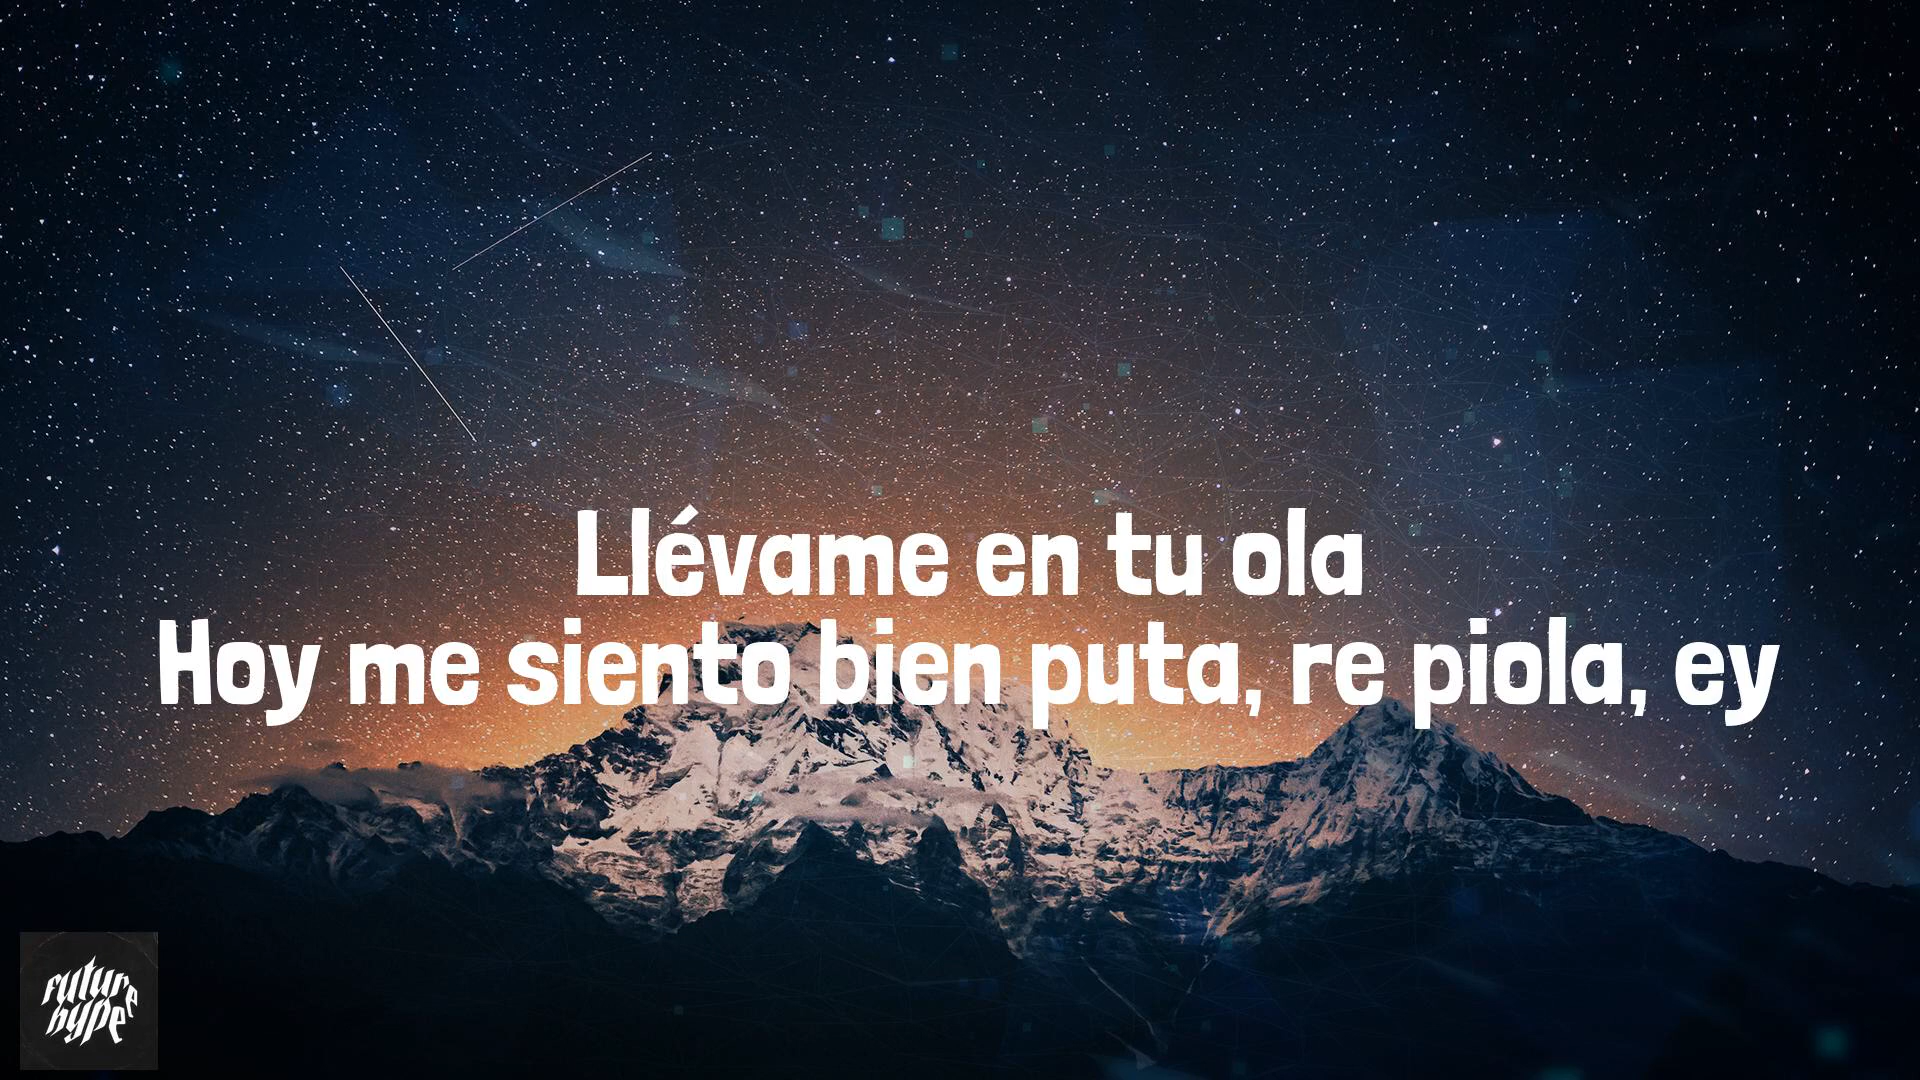 Llévame en tu ola
Hoy me siento bien puta, re piola, ey
future
hype